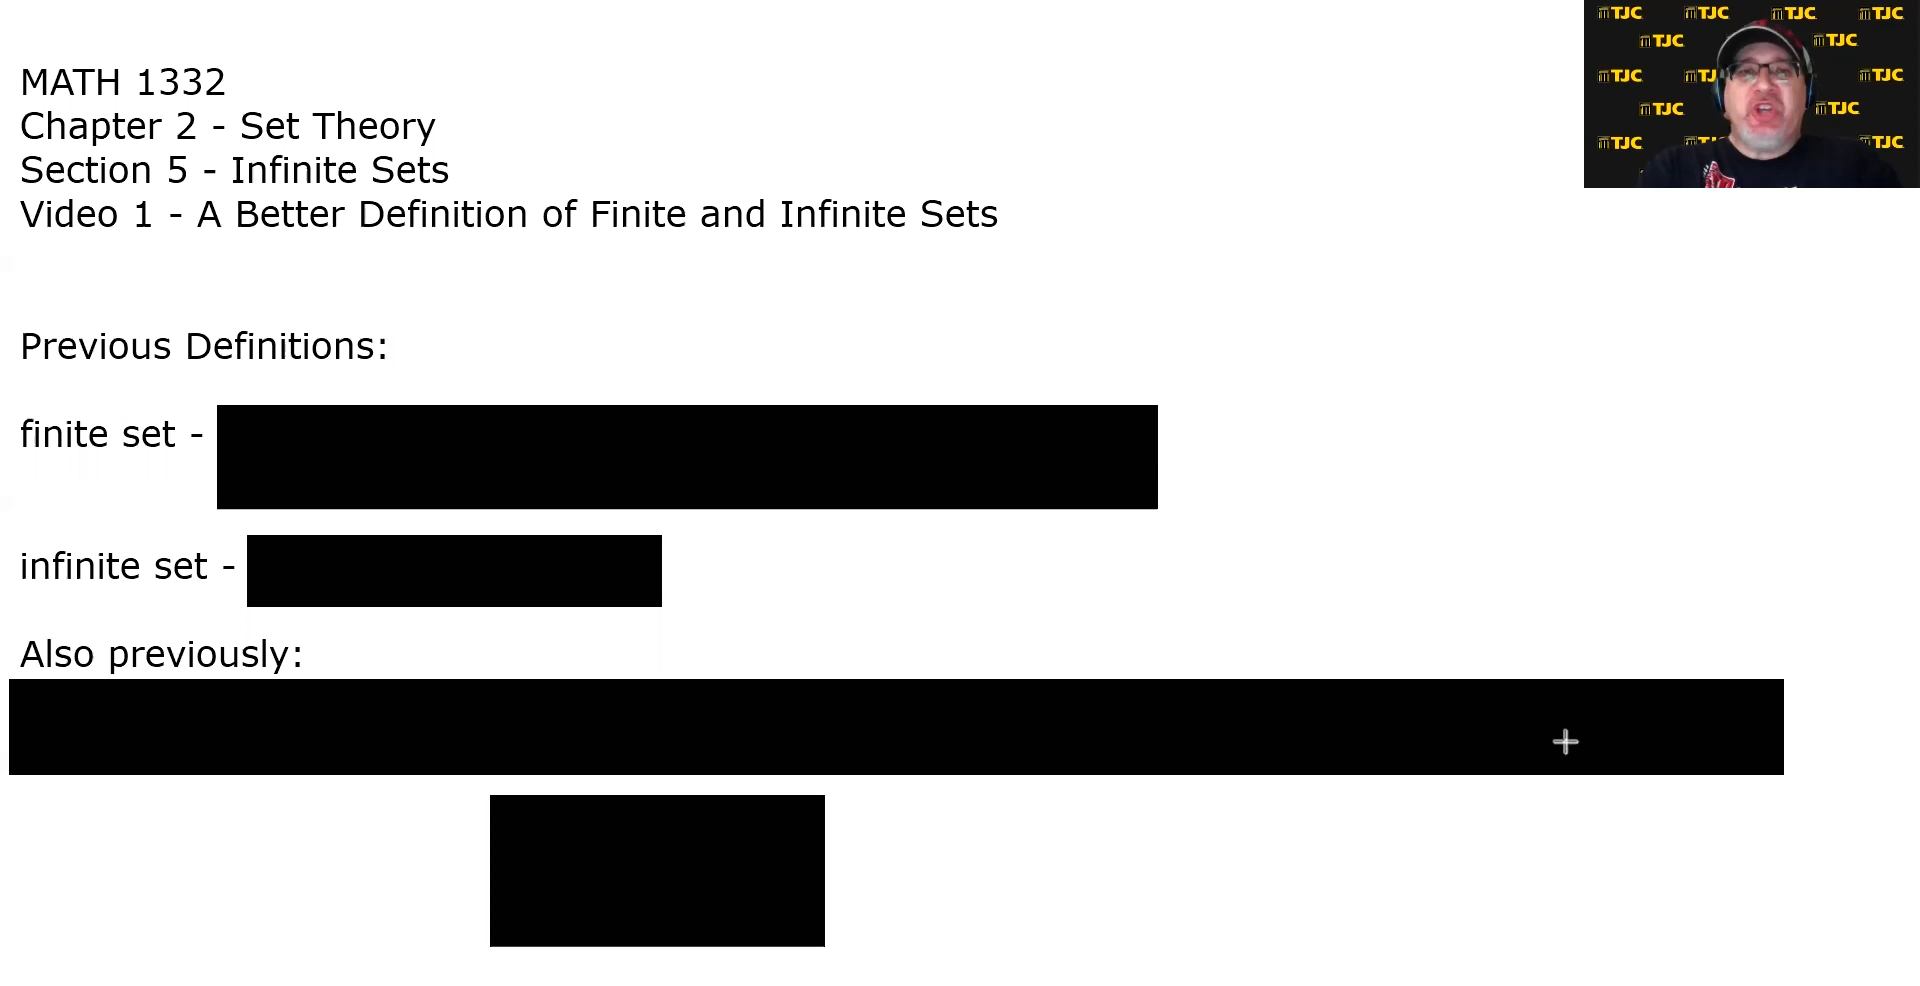 MATH 1332
Chapter 2 - Set Theory
Section 5 - Infinite Sets
Video 1 - A Better Definition of Finite and Infinite Sets
Previous Definitions:
finite set -
infinite set -
Also previously:
TJC TJC TJC TJC
TJC TJC
TJC TJ TJC
TJC TJC
TJC TJC